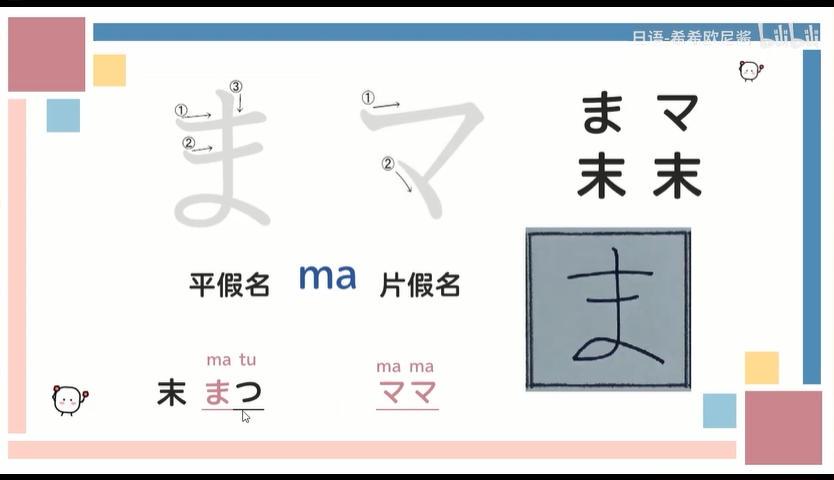 日语-希希欧尼酱 bilibili
① ② ③ ま
① ② マ
ま マ
末 末
ま
平假名 ma 片假名
ma tu
末 まつ
ma ma
ママ